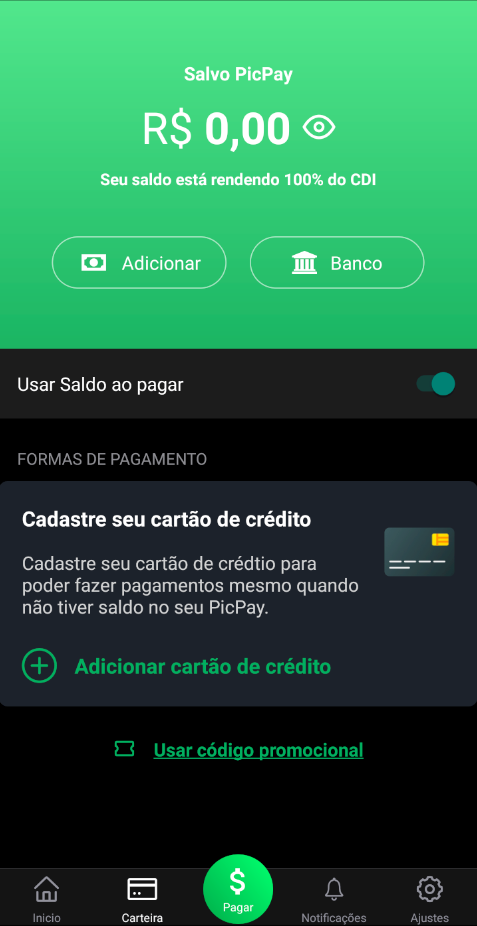 Salvo PicPay
R$ 0,00
Seu saldo está rendendo 100% do CDI
Adicionar
Banco
Usar Saldo ao pagar
FORMAS DE PAGAMENTO
Cadastre seu cartão de crédito
Cadastre seu cartão de crédtio para
poder fazer pagamentos mesmo quando
não tiver saldo no seu PicPay.
Adicionar cartão de crédito
Usar código promocional
Inicio
Carteira
$
Pagar
Notificações
Ajustes